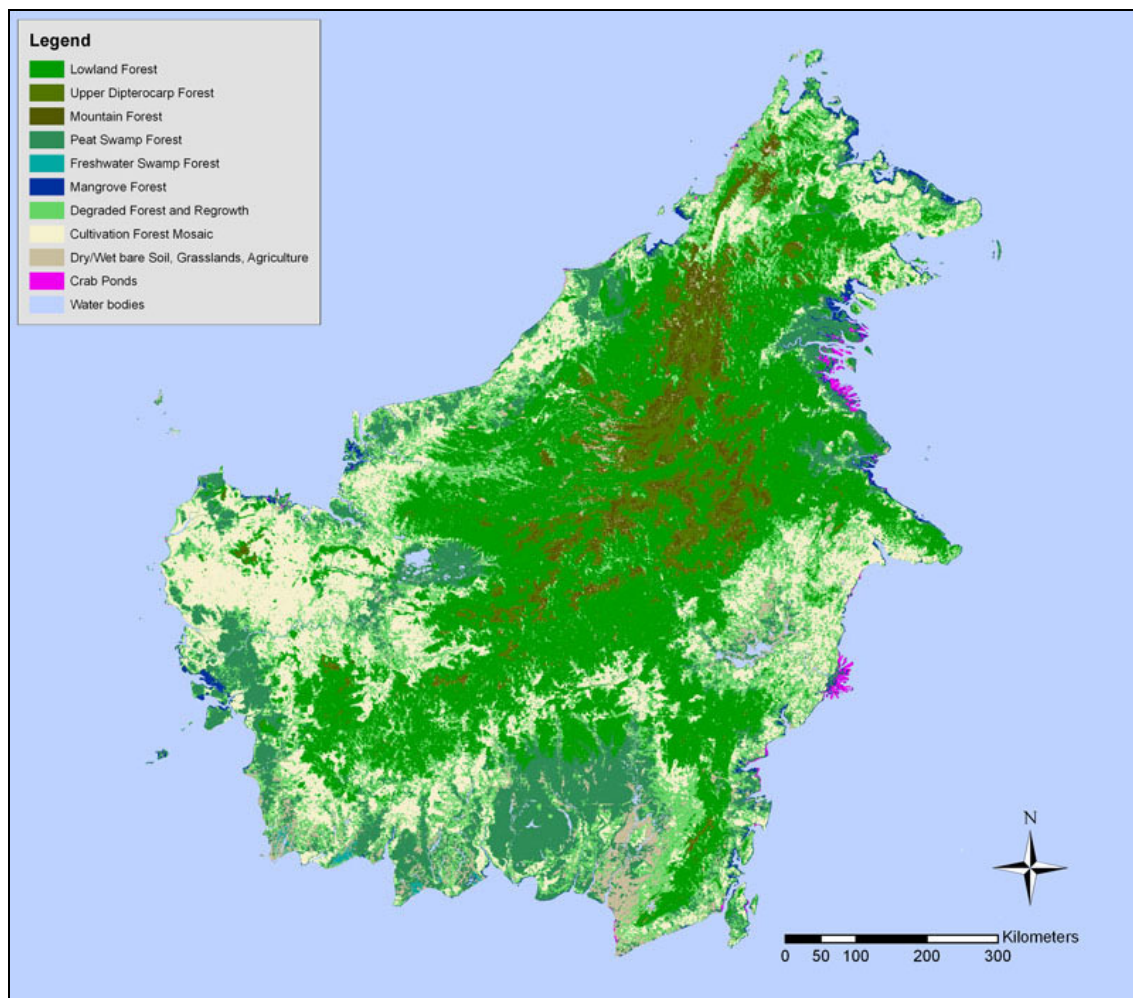 Legend
Lowland Forest
Upper Dipterocarp Forest
Mountain Forest
Peat Swamp Forest
Freshwater Swamp Forest
Mangrove Forest
Degraded Forest and Regrowth
Cultivation Forest Mosaic
Dry/Wet bare Soil, Grasslands, Agriculture
Crab Ponds
Water bodies
N
Kilometers
0 50 100 200 300